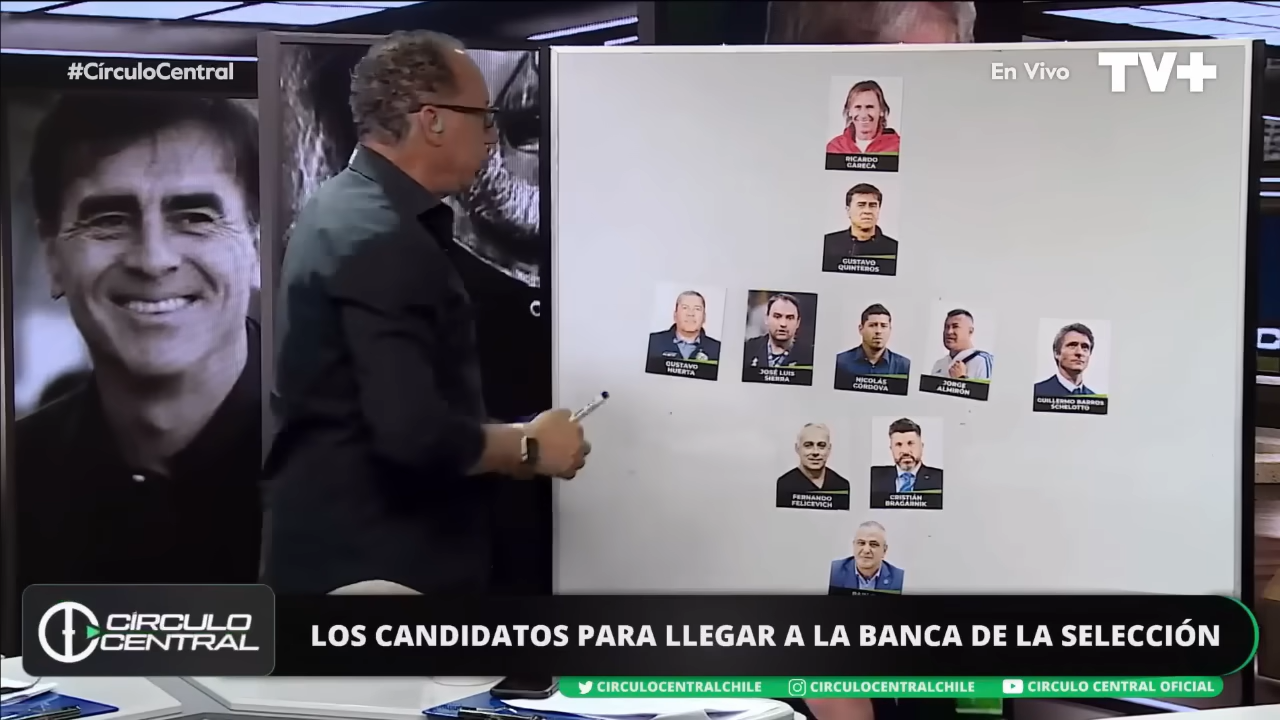 #CírculoCentral
En Vivo
TV+
RICARDO
GARECA
GUSTAVO
QUINTEROS
GUSTAVO
HUERTA
JOSÉ LUIS
SIERRA
NICOLÁS
CÓRDOVA
JORGE
ALMIRÓN
GUILLERMO BARROS
SCHELOTTO
FERNANDO
FELICEVICH
CRISTIÁN
BRAGARNIK
CÍRCULO
CENTRAL
LOS CANDIDATOS PARA LLEGAR A LA BANCA DE LA SELECCIÓN
CIRCULOCENTRALCHILE
CIRCULOCENTRALCHILE
CIRCULO CENTRAL OFICIAL